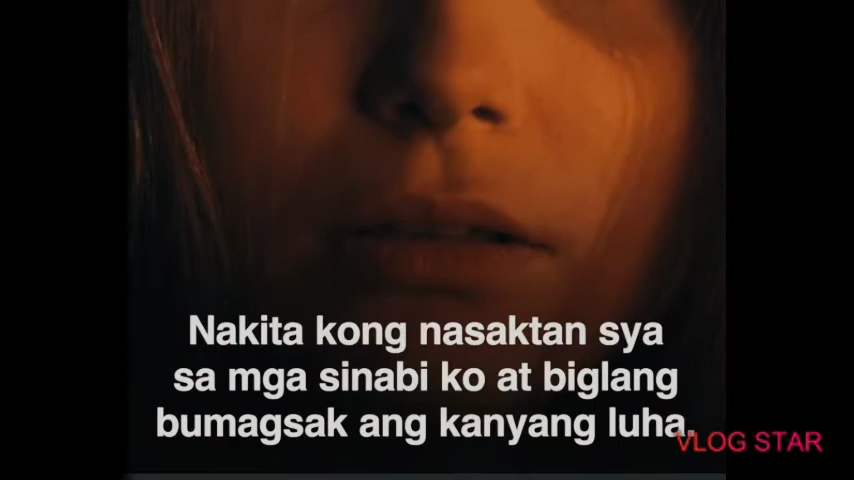 Nakita kong nasaktan sya
sa mga sinabi ko at biglang
bumagsak ang kanyang luha.
VLOG STAR